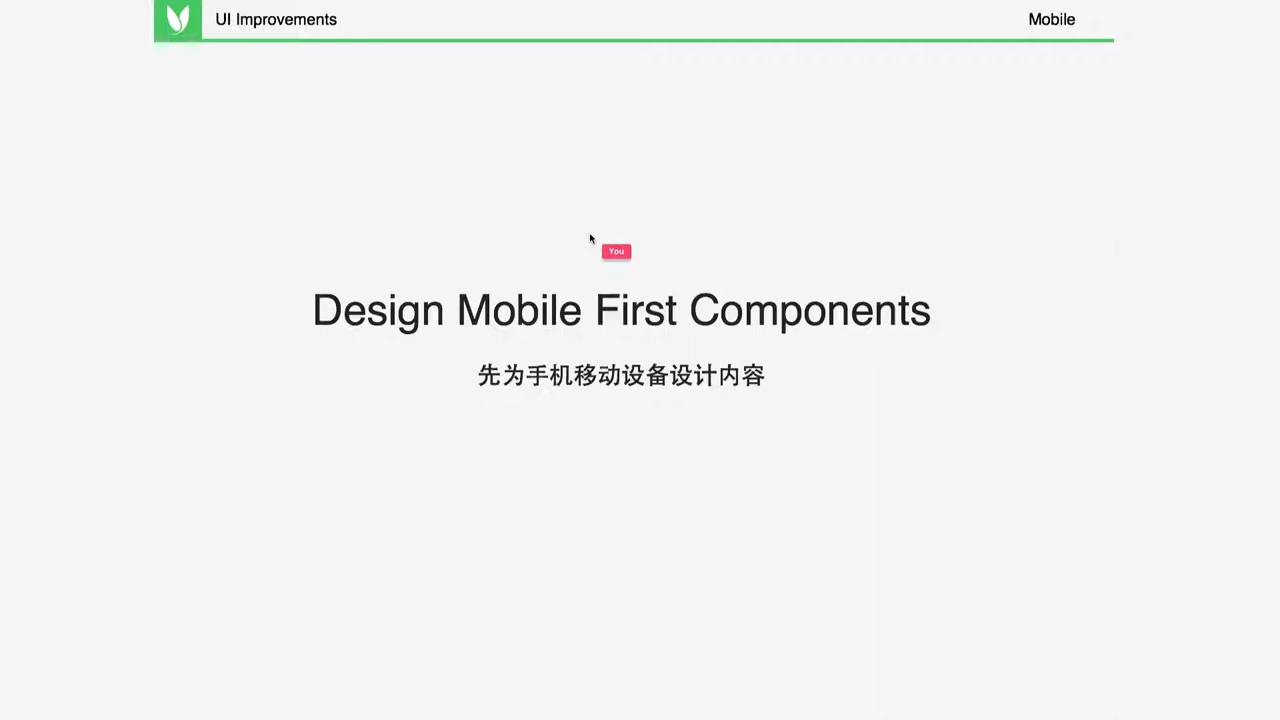 UI Improvements
Mobile
You
Design Mobile First Components
先为手机移动设备设计内容